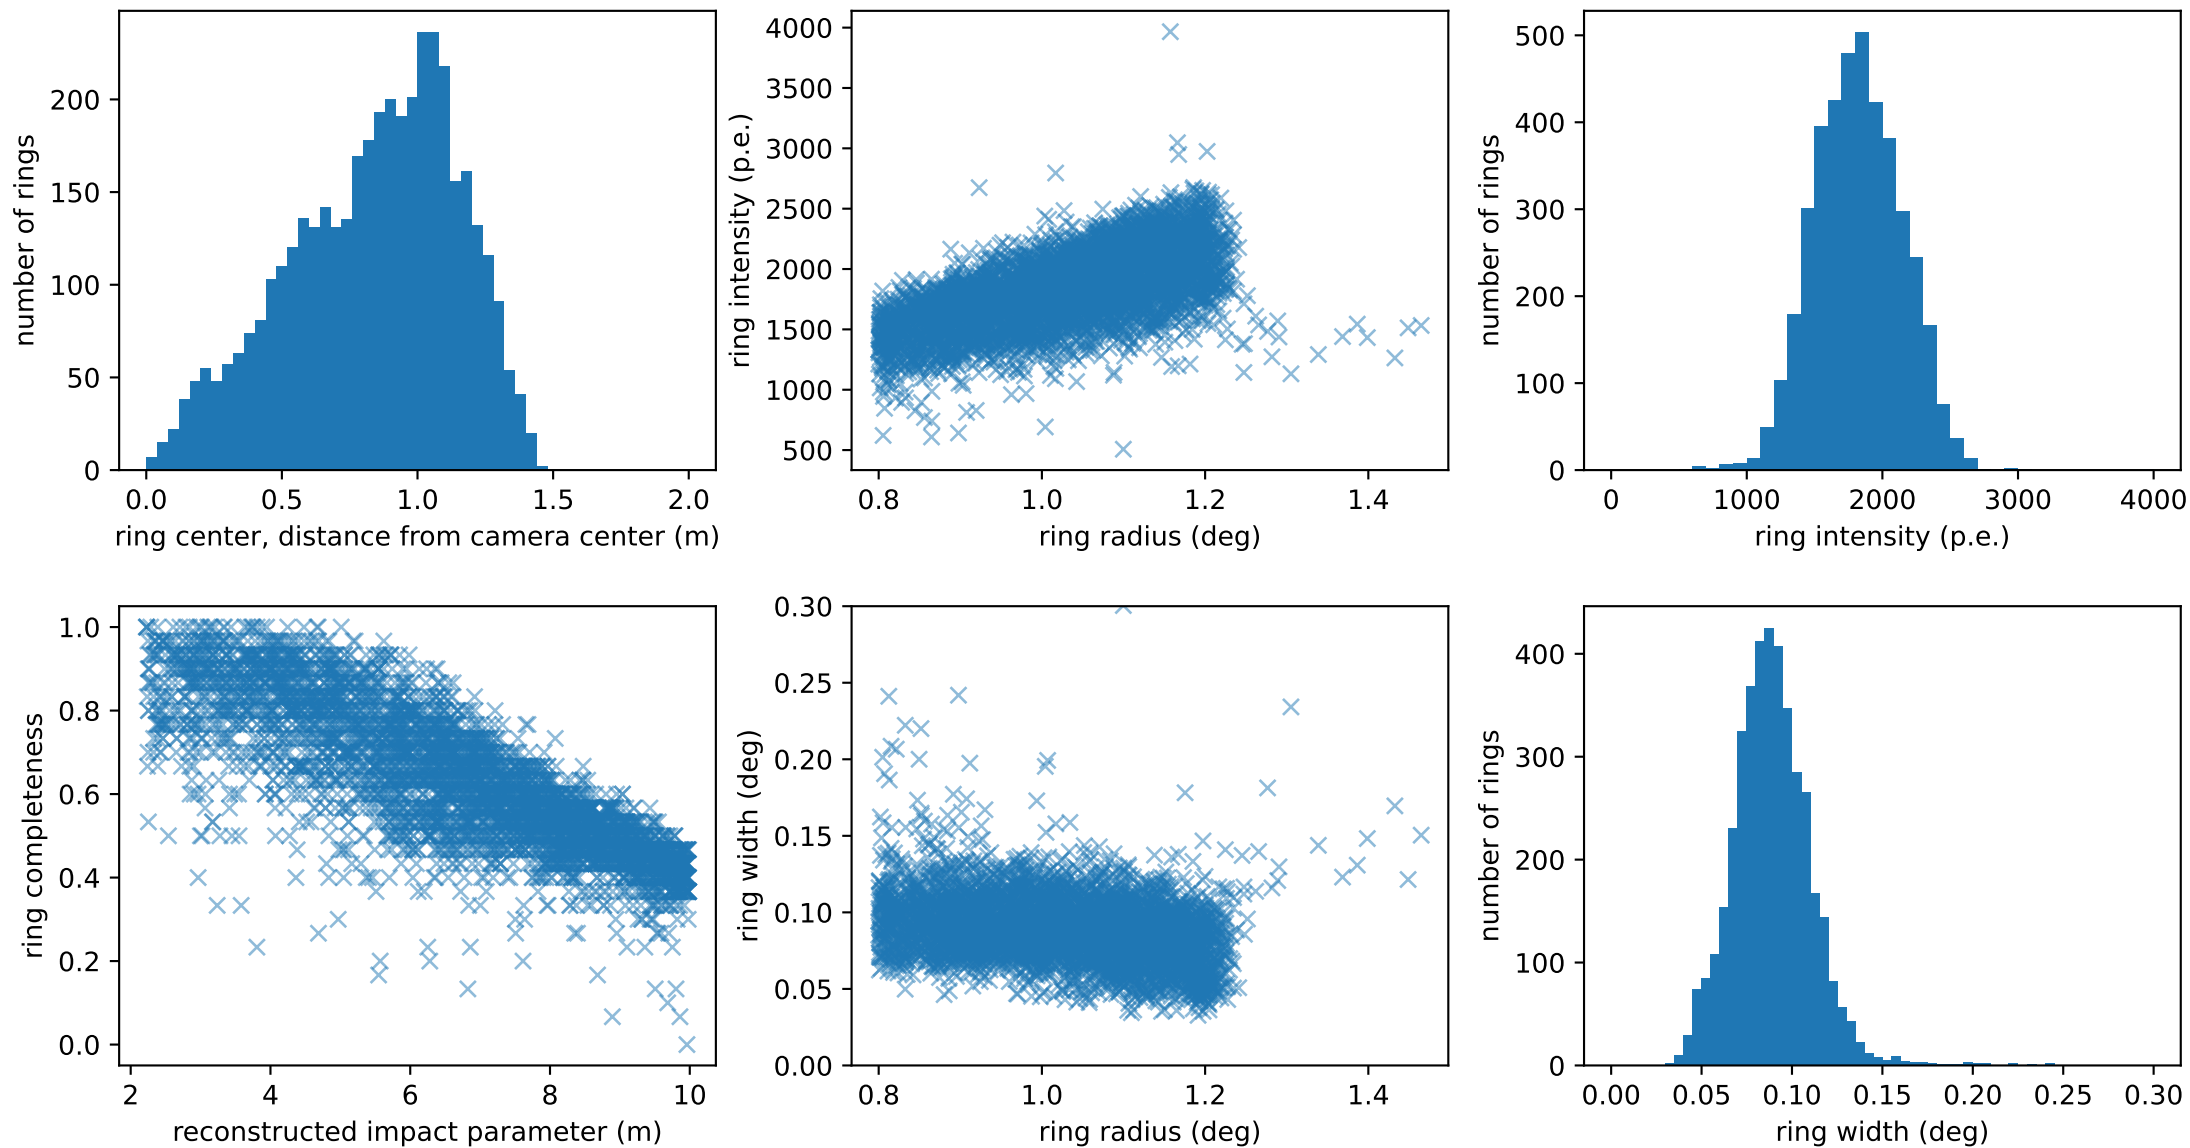 number of rings
200
150
100
50
0
0.0 0.5 1.0 1.5 2.0
ring center, distance from camera center (m)
ring intensity (p.e.)
4000
3500
3000
2500
2000
1500
1000
500
0.8 1.0 1.2 1.4
ring radius (deg)
number of rings
500
400
300
200
100
0
0 1000 2000 3000 4000
ring intensity (p.e.)
ring completeness
1.0
0.8
0.6
0.4
0.2
0.0
2 4 6 8 10
reconstructed impact parameter (m)
ring width (deg)
0.30
0.25
0.20
0.15
0.10
0.05
0.00
0.8 1.0 1.2 1.4
ring radius (deg)
number of rings
400
300
200
100
0
0.00 0.05 0.10 0.15 0.20 0.25 0.30
ring width (deg)